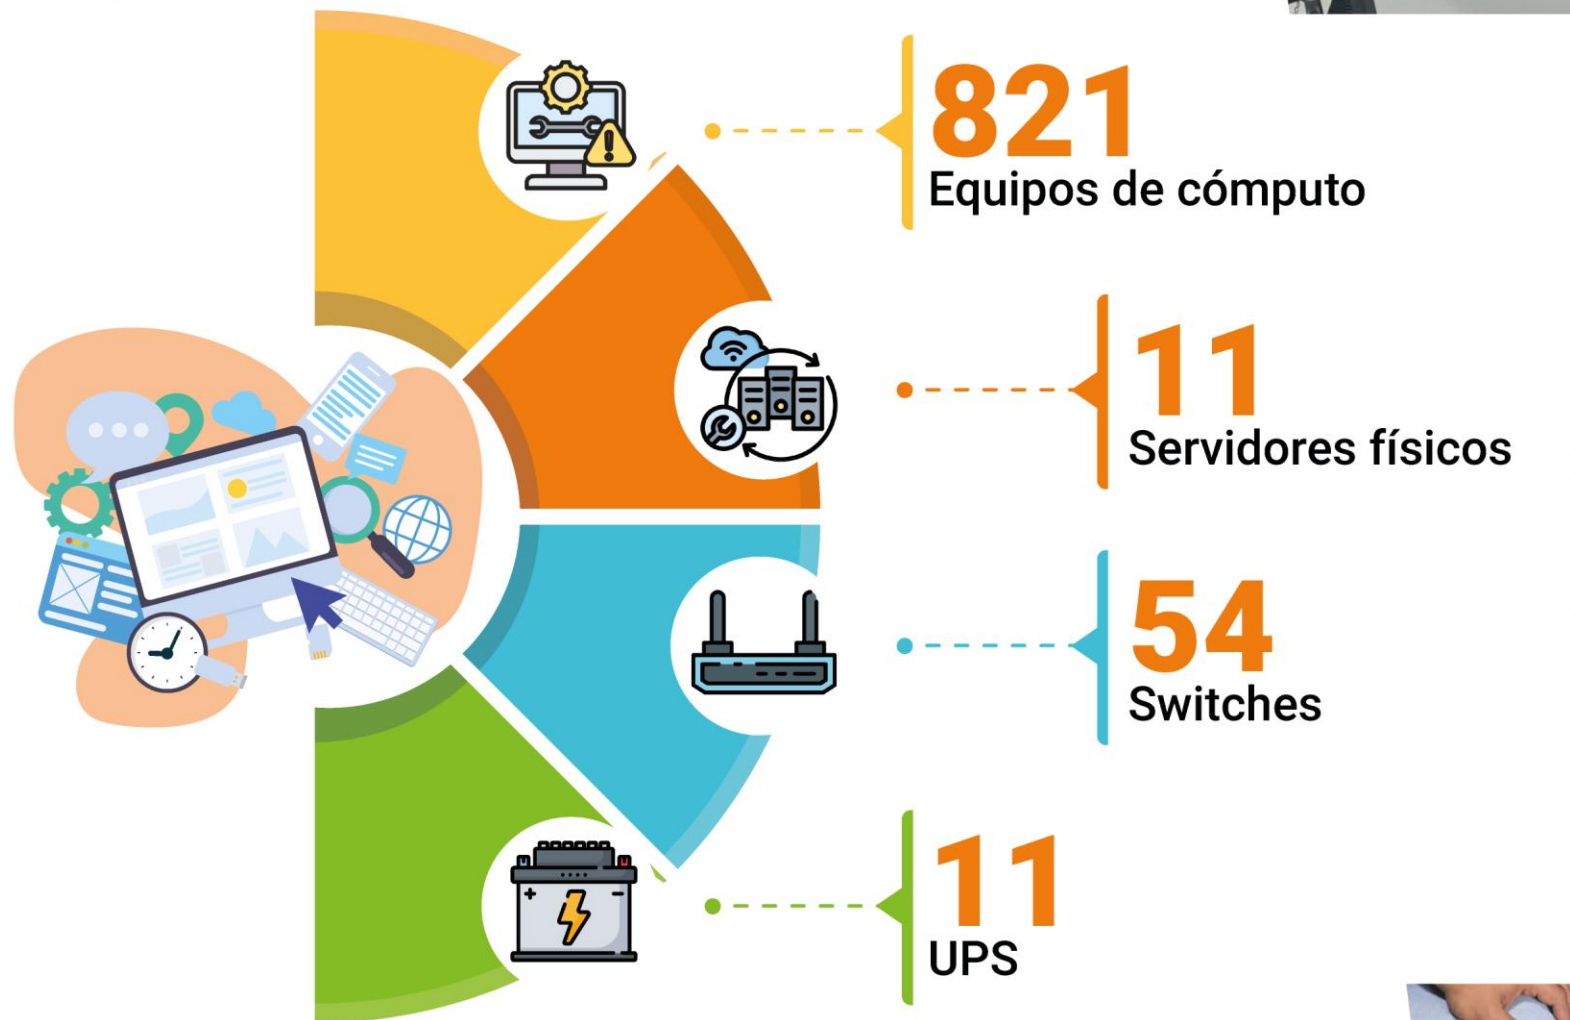 821
Equipos de cómputo
11
Servidores físicos
54
Switches
11
UPS